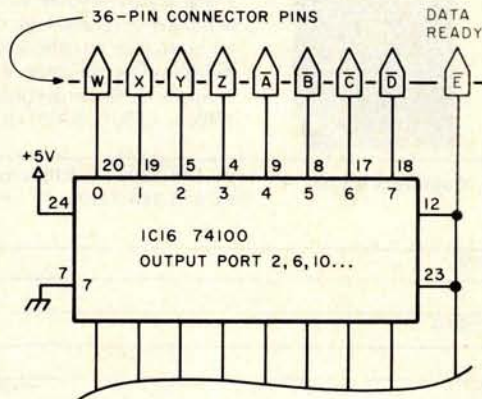 36-PIN CONNECTOR PINS
DATA
READY
W X Y Z A̅ B̅ C̅ D̅ E̅
+5V
20 19 5 4 9 8 17 18
0 1 2 3 4 5 6 7
24
12
IC16 74100
OUTPUT PORT 2,6,10...
7 7
23